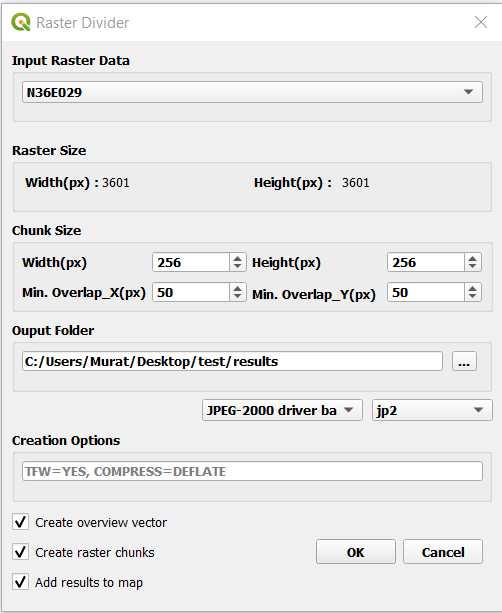 Raster Divider
Input Raster Data
N36E029
Raster Size
Width(px) : 3601 Height(px) : 3601
Chunk Size
Width(px) 256 Height(px) 256
Min. Overlap_X(px) 50 Min. Overlap_Y(px) 50
Ouput Folder
C:/Users/Murat/Desktop/test/results ...
JPEG-2000 driver ba jp2
Creation Options
TFW=YES, COMPRESS=DEFLATE
Create overview vector
Create raster chunks OK Cancel
Add results to map